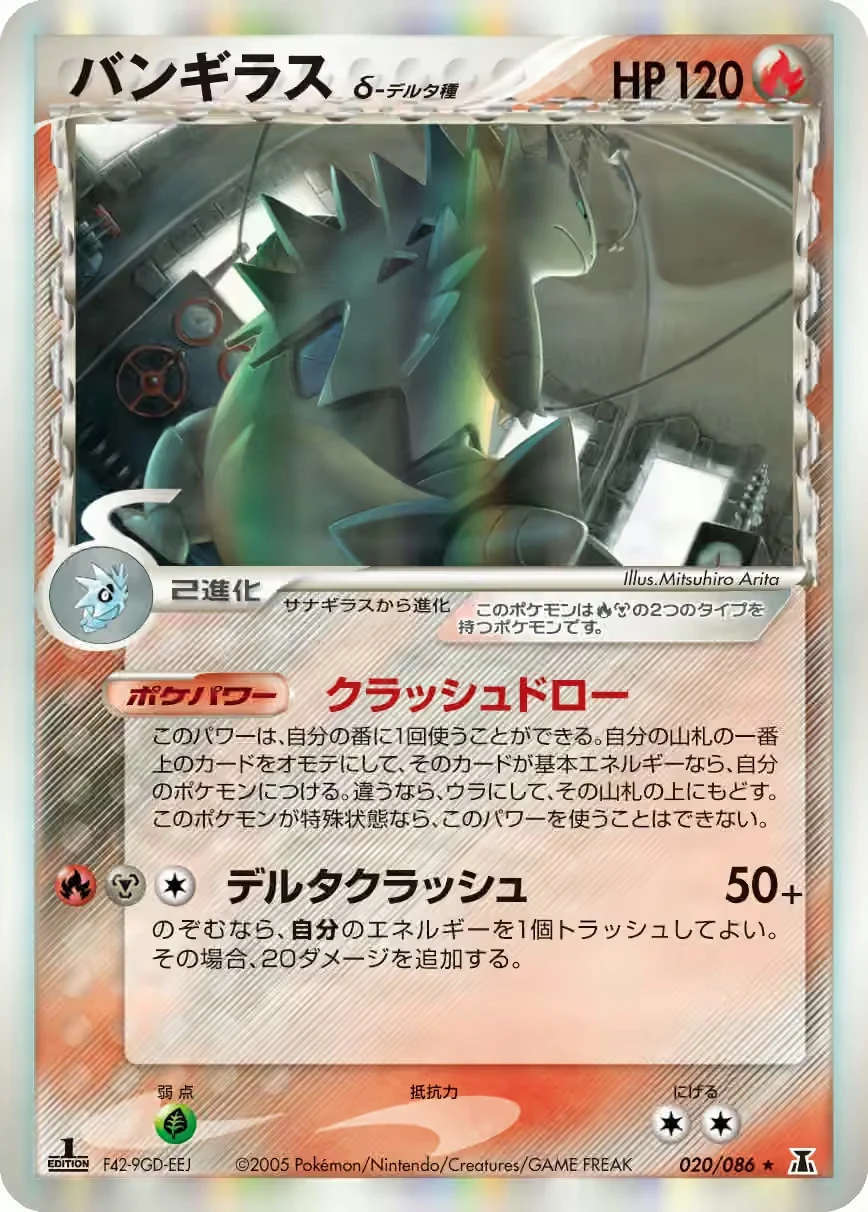 バンギラス δ-デルタ種 HP 120
Illus.Mitsuhiro Arita
2進化 サナギラスから進化
このポケモンは の2つのタイプを
持つポケモンです。
ポケパワー クラッシュドロー
このパワーは、自分の番に1回使うことができる。自分の山札の一番
上のカードをオモテにして、そのカードが基本エネルギーなら、自分
のポケモンにつける。違うなら、ウラにして、その山札の上にもどす。
このポケモンが特殊状態なら、このパワーを使うことはできない。
デルタクラッシュ 50+
のぞむなら、自分のエネルギーを1個トラッシュしてよい。
その場合、20ダメージを追加する。
弱点 抵抗力 にげる
1
EDITION F42-9GD-EEJ ©2005 Pokémon/Nintendo/Creatures/GAME FREAK 020/086 ★